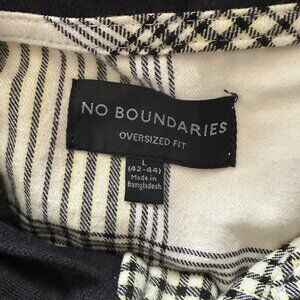 NO BOUNDARIES
OVERSIZED FIT
L
(42-44)
Made in
Bangladesh